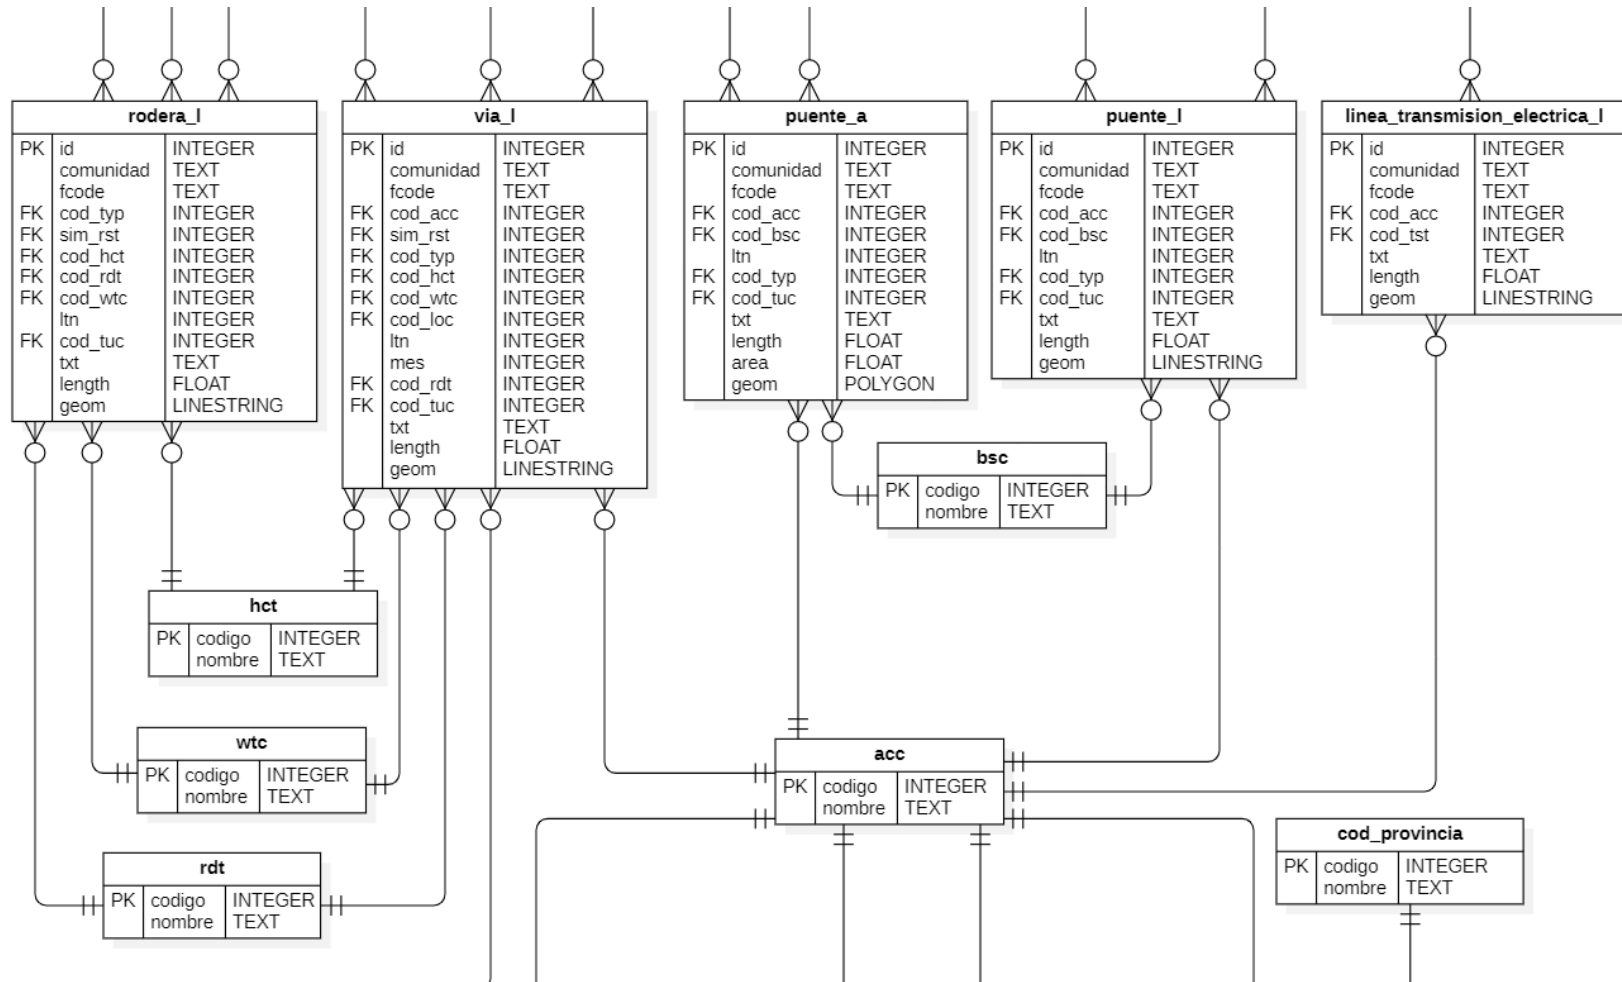 rodera_l
PK id INTEGER
comunidad TEXT
fcode TEXT
FK cod_typ INTEGER
FK sim_rst INTEGER
FK cod_hct INTEGER
FK cod_rdt INTEGER
FK cod_wtc INTEGER
ltn INTEGER
FK cod_tuc INTEGER
txt TEXT
length FLOAT
geom LINESTRING
via_l
PK id INTEGER
comunidad TEXT
fcode TEXT
FK cod_acc INTEGER
FK sim_rst INTEGER
FK cod_typ INTEGER
FK cod_hct INTEGER
FK cod_wtc INTEGER
FK cod_loc INTEGER
ltn INTEGER
mes INTEGER
FK cod_rdt INTEGER
FK cod_tuc INTEGER
txt TEXT
length FLOAT
geom LINESTRING
puente_a
PK id INTEGER
comunidad TEXT
fcode TEXT
FK cod_acc INTEGER
FK cod_bsc INTEGER
ltn INTEGER
FK cod_typ INTEGER
FK cod_tuc INTEGER
txt TEXT
length FLOAT
area FLOAT
geom POLYGON
puente_l
PK id INTEGER
comunidad TEXT
fcode TEXT
FK cod_acc INTEGER
FK cod_bsc INTEGER
ltn INTEGER
FK cod_typ INTEGER
FK cod_tuc INTEGER
txt TEXT
length FLOAT
geom LINESTRING
linea_transmision_electrica_l
PK id INTEGER
comunidad TEXT
fcode TEXT
FK cod_acc INTEGER
FK cod_tst INTEGER
txt TEXT
length FLOAT
geom LINESTRING
bsc
PK codigo INTEGER
nombre TEXT
hct
PK codigo INTEGER
nombre TEXT
wtc
PK codigo INTEGER
nombre TEXT
acc
PK codigo INTEGER
nombre TEXT
rdt
PK codigo INTEGER
nombre TEXT
cod_provincia
PK codigo INTEGER
nombre TEXT